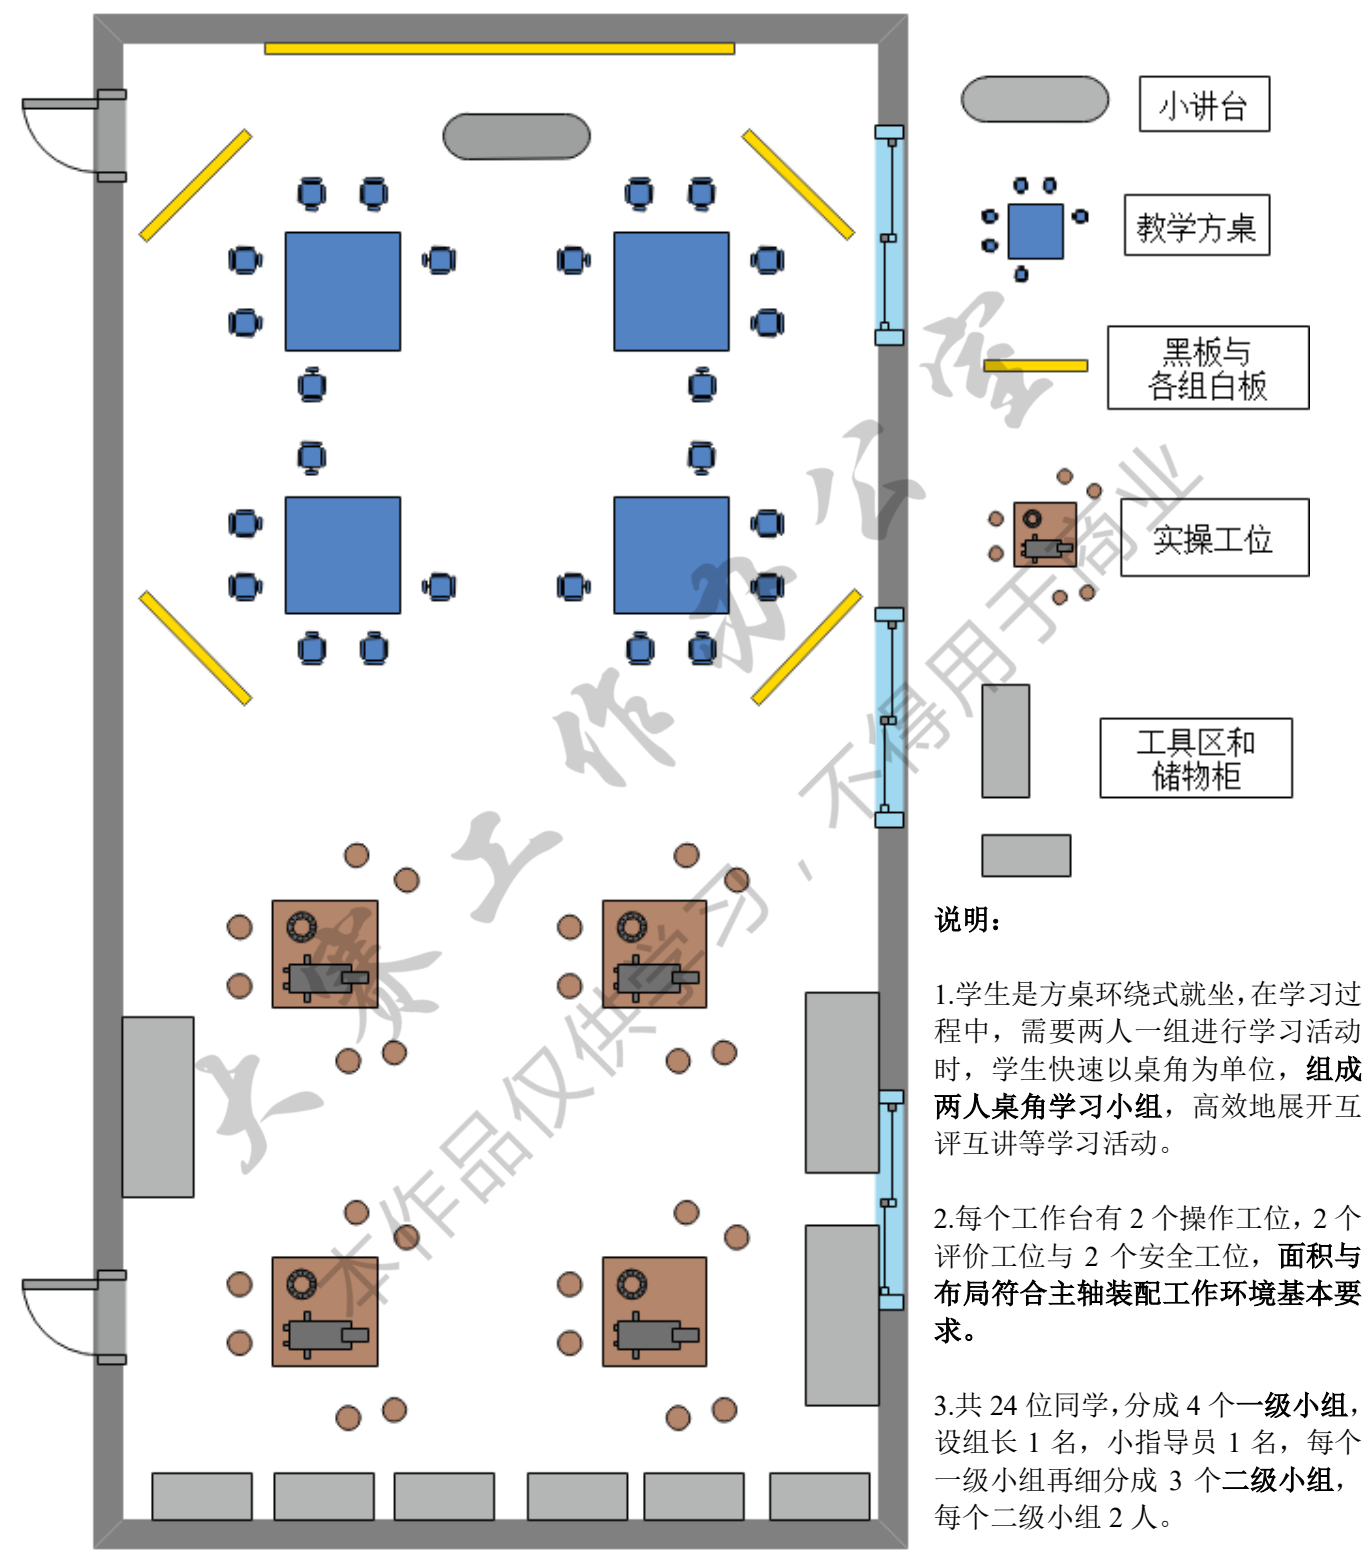 小讲台
教学方桌
黑板与
各组白板
实操工位
工具区和
储物柜
说明：
1.学生是方桌环绕式就坐，在学习过
程中，需要两人一组进行学习活动
时，学生快速以桌角为单位，组成
两人桌角学习小组，高效地展开互
评互讲等学习活动。
2.每个工作台有 2 个操作工位，2 个
评价工位与 2 个安全工位，面积与
布局符合主轴装配工作环境基本要
求。
3.共 24 位同学，分成 4 个一级小组，
设组长 1 名，小指导员 1 名，每个
一级小组再细分成 3 个二级小组，
每个二级小组 2 人。
大赛工作办公室
本作品仅供学习，不得用于商业